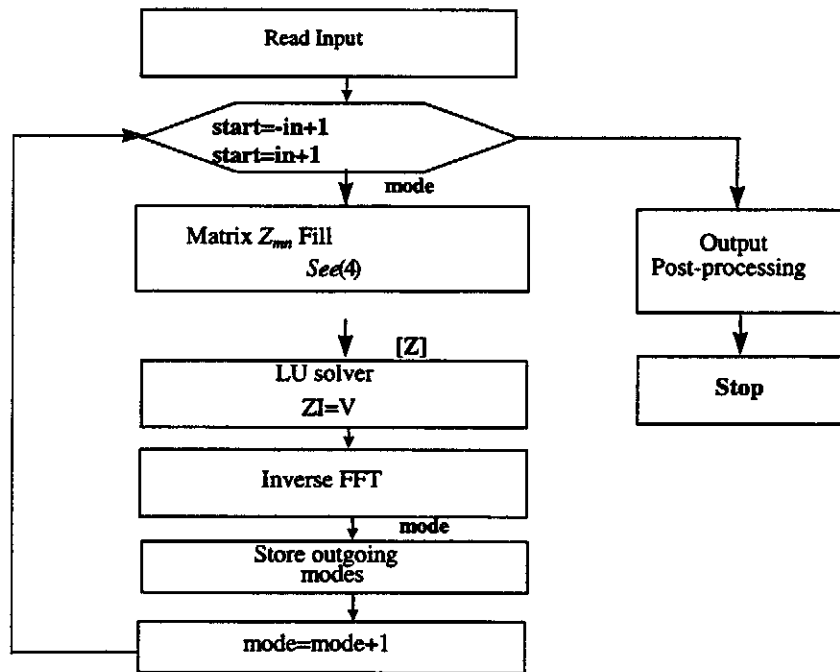 Read Input
start=-in+1
start=in+1
mode
Matrix Zmn Fill
See(4)
[Z]
LU solver
ZI=V
Inverse FFT
mode
Store outgoing
modes
mode=mode+1
Output
Post-processing
Stop